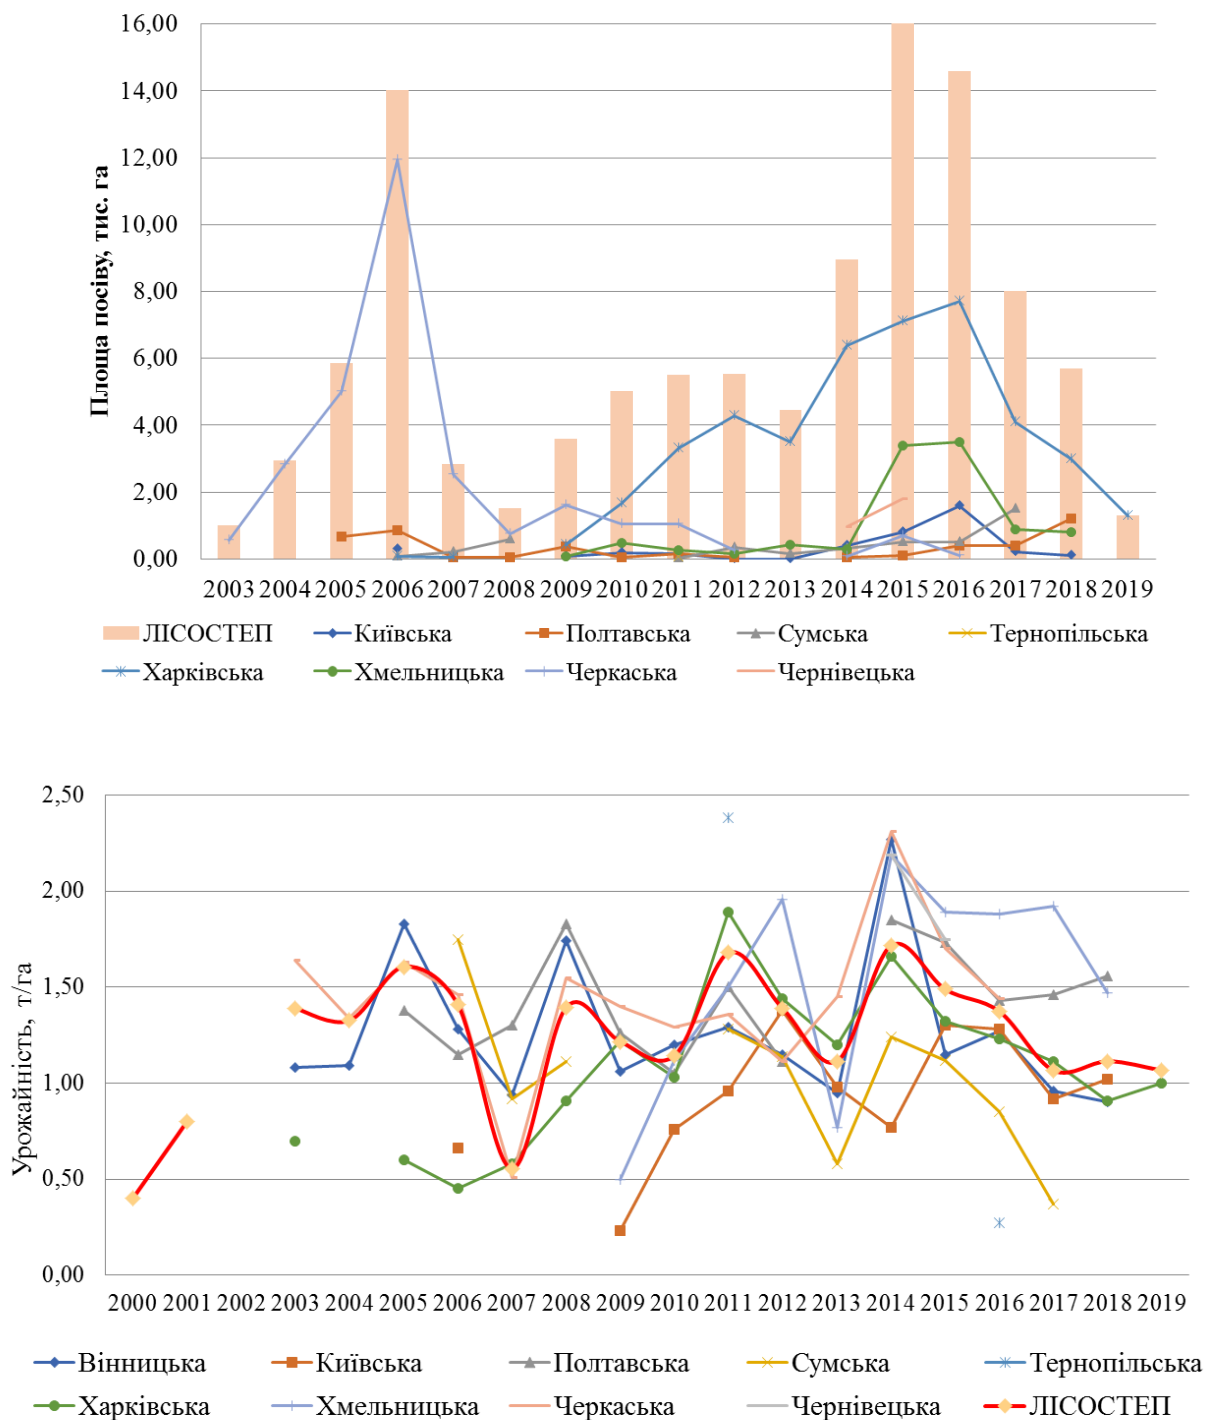 Площа посіву, тис. га
16,00
14,00
12,00
10,00
8,00
6,00
4,00
2,00
0,00
2003 2004 2005 2006 2007 2008 2009 2010 2011 2012 2013 2014 2015 2016 2017 2018 2019
ЛІСОСТЕП Київська Полтавська Сумська Тернопільська
Харківська Хмельницька Черкаська Чернівецька
Урожайність, т/га
2,50
2,00
1,50
1,00
0,50
0,00
2000 2001 2002 2003 2004 2005 2006 2007 2008 2009 2010 2011 2012 2013 2014 2015 2016 2017 2018 2019
Вінницька Київська Полтавська Сумська Тернопільська
Харківська Хмельницька Черкаська Чернівецька ЛІСОСТЕП